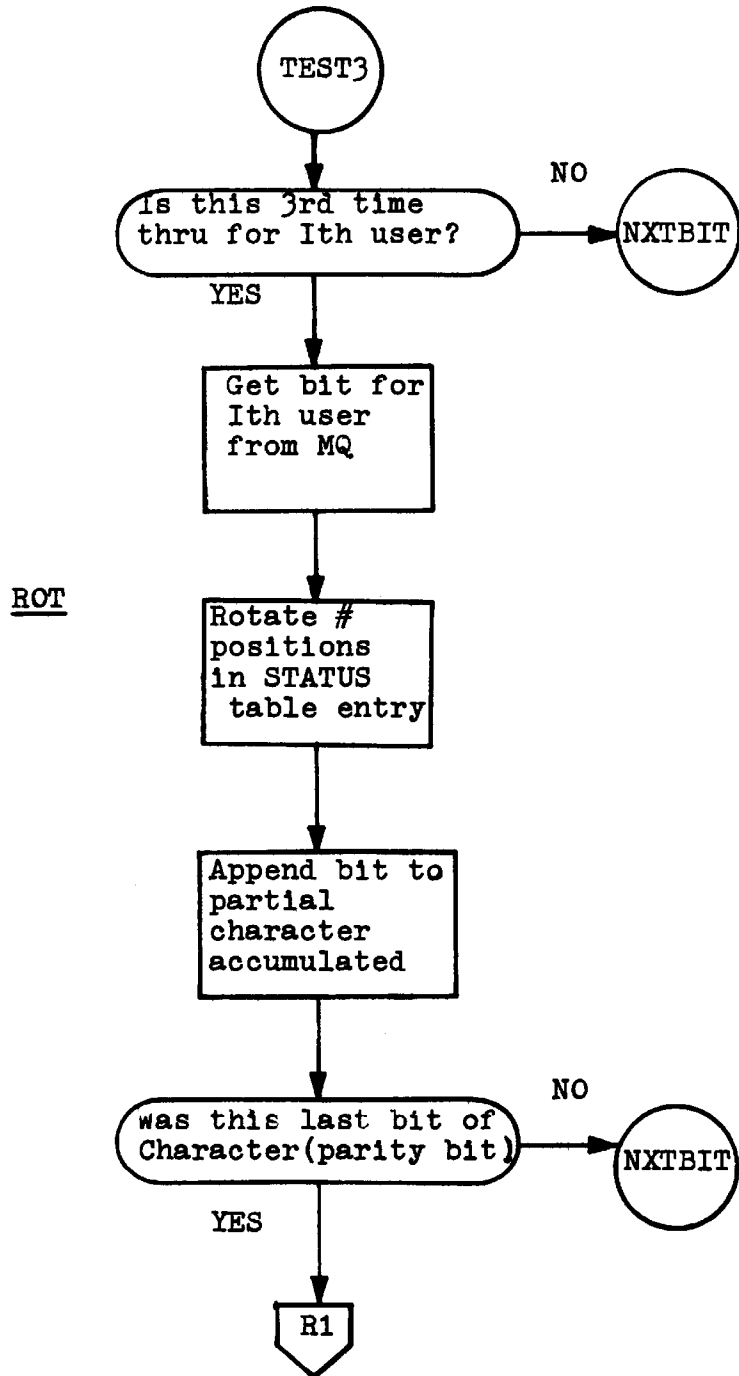 TEST3
NO
Is this 3rd time
thru for Ith user?
NXTBIT
YES
Get bit for
Ith user
from MQ
ROT
Rotate #
positions
in STATUS
table entry
Append bit to
partial
character
accumulated
NO
was this last bit of
Character(parity bit)
NXTBIT
YES
R1